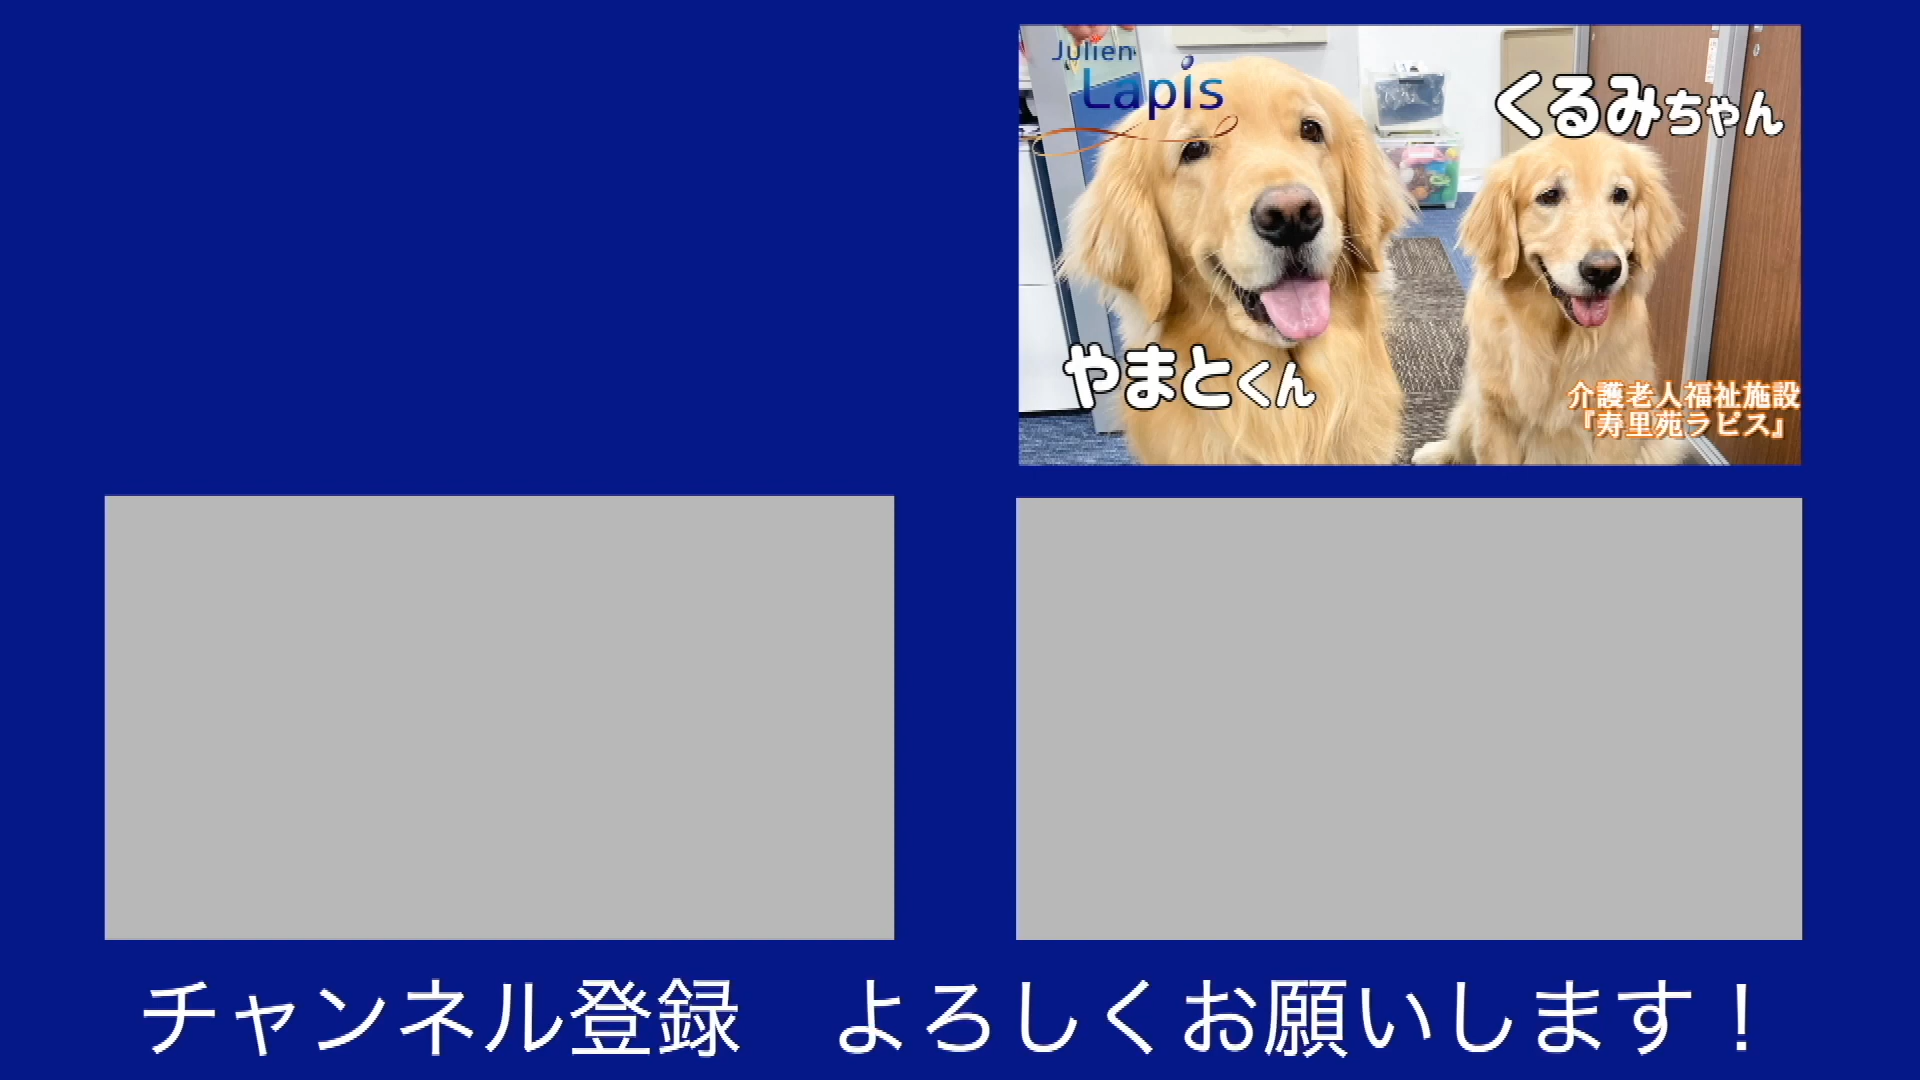 Julien
Lapis
くるみちゃん
やまとくん
介護老人福祉施設
『寿里苑ラピス』
チャンネル登録　よろしくお願いします！